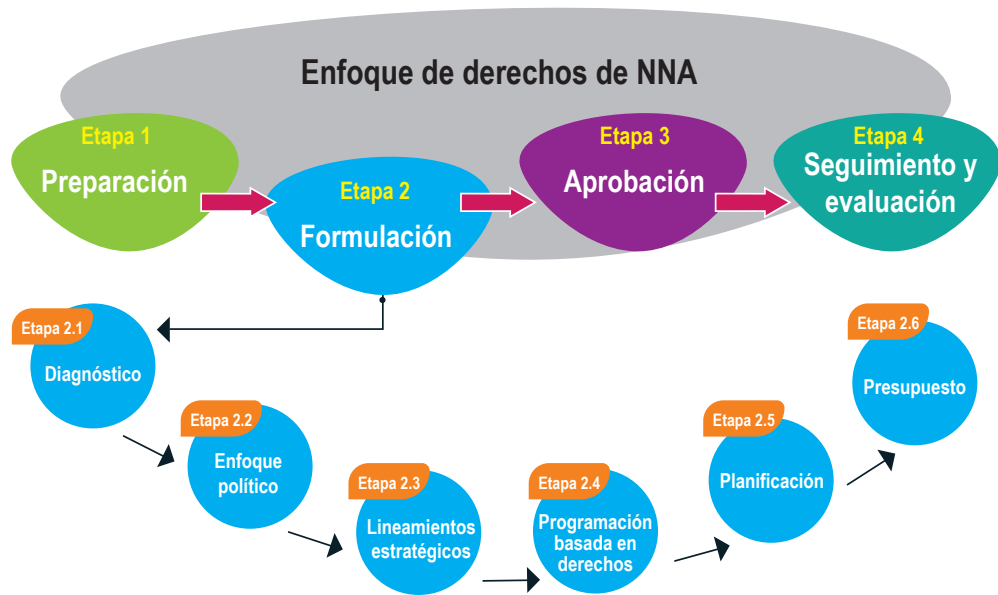 Enfoque de derechos de NNA
Etapa 1
Preparación
Etapa 2
Formulación
Etapa 3
Aprobación
Etapa 4
Seguimiento y
evaluación
Etapa 2.1
Diagnóstico
Etapa 2.2
Enfoque
político
Etapa 2.3
Lineamientos
estratégicos
Etapa 2.4
Programación
basada en
derechos
Etapa 2.5
Planificación
Etapa 2.6
Presupuesto